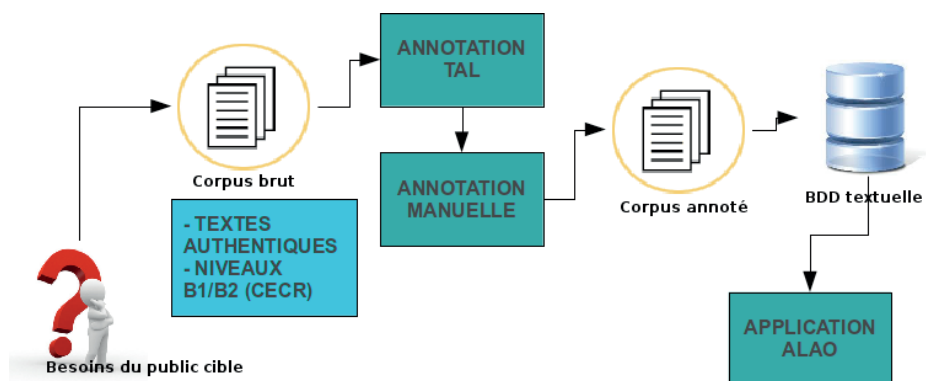 Besoins du public cible
Corpus brut
- TEXTES
AUTHENTIQUES
- NIVEAUX
B1/B2 (CECR)
ANNOTATION
TAL
ANNOTATION
MANUELLE
Corpus annoté
BDD textuelle
APPLICATION
ALAO